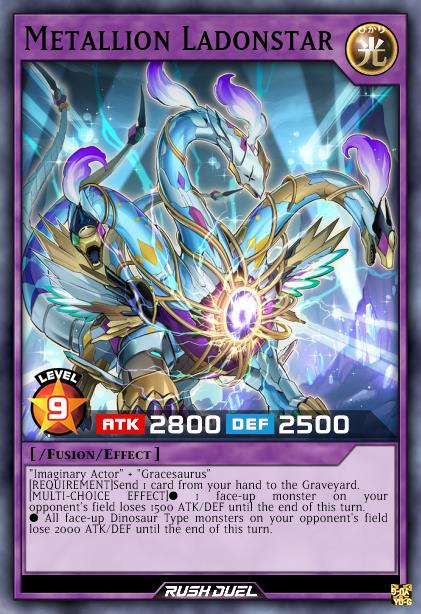 Metallion Ladonstar
ひかり
光
LEVEL
9
ATK 2800 DEF 2500
[/Fusion/Effect]
"Imaginary Actor" + "Gracesaurus"
[REQUIREMENT]Send 1 card from your hand to the Graveyard.
[MULTI-CHOICE EFFECT]● 1 face-up monster on your
opponent's field loses 1500 ATK/DEF until the end of this turn.
● All face-up Dinosaur Type monsters on your opponent's field
lose 2000 ATK/DEF until the end of this turn.
RUSH DUEL